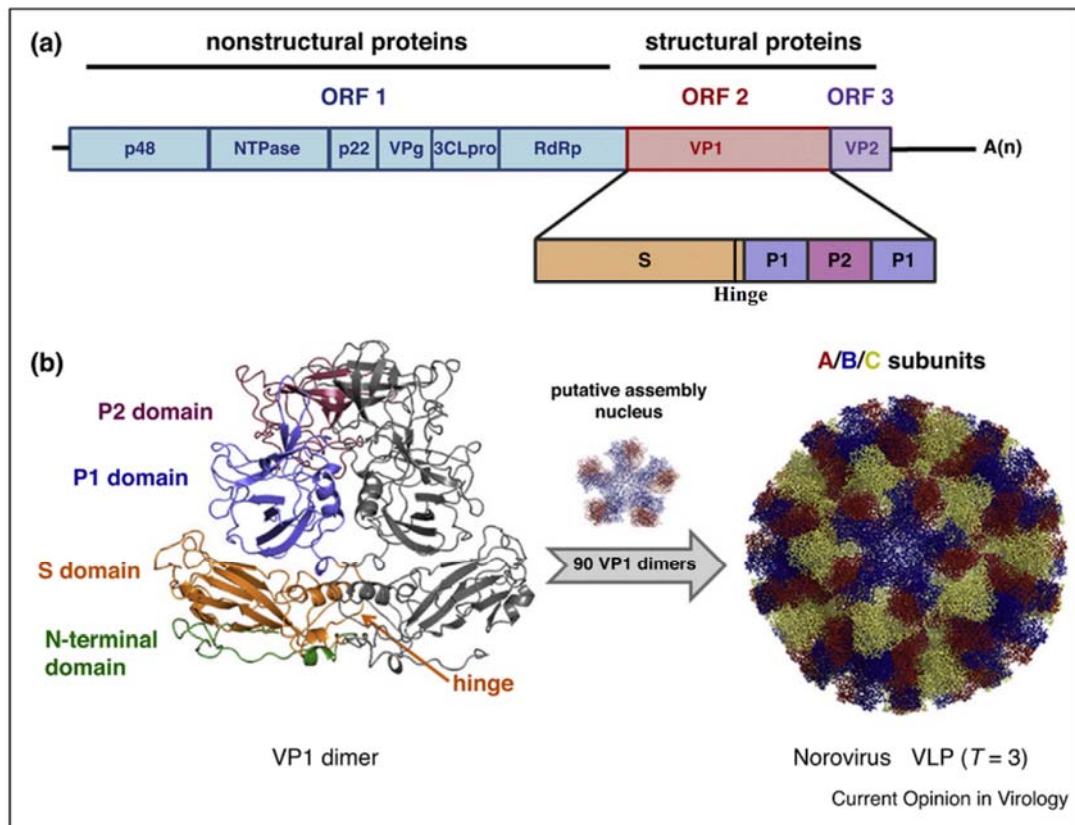 (a)
nonstructural proteins
structural proteins
ORF 1
ORF 2
ORF 3
p48
NTPase
p22
VPg
3CLpro
RdRp
VP1
VP2
A(n)
S
P1
P2
P1
Hinge
(b)
P2 domain
P1 domain
S domain
N-terminal
domain
hinge
VP1 dimer
putative assembly
nucleus
90 VP1 dimers
A/B/C subunits
Norovirus VLP (T = 3)
Current Opinion in Virology